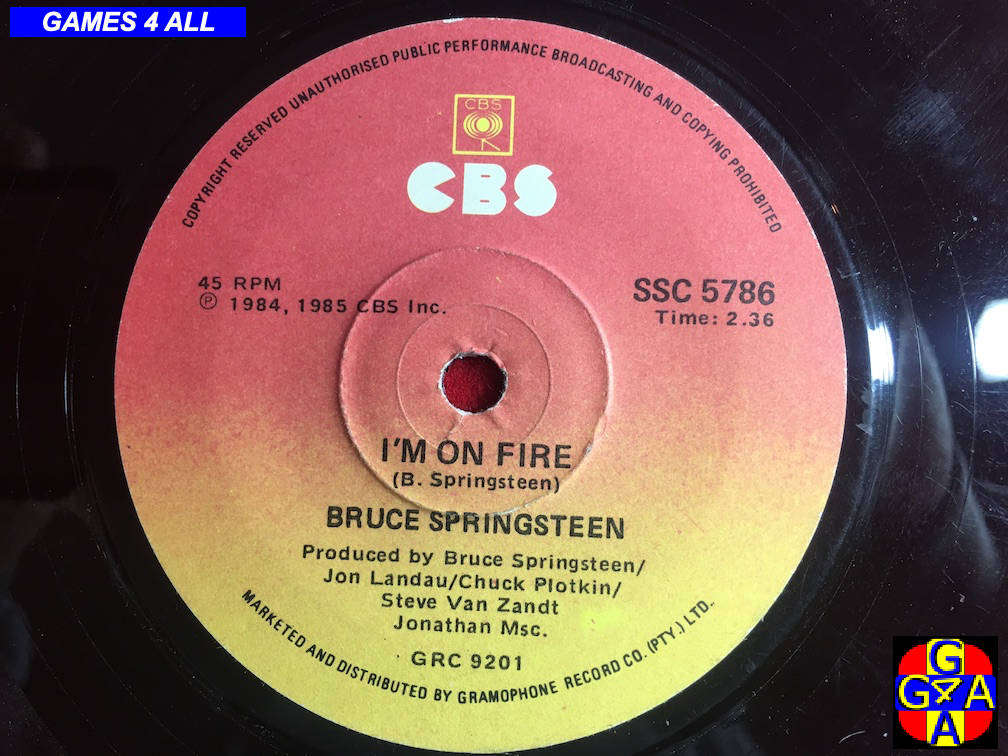 GAMES 4 ALL
COPYRIGHT RESERVED UNAUTHORISED PUBLIC PERFORMANCE BROADCASTING AND COPYING PROHIBITED
CBS
CBS
45 RPM
Ⓟ 1984, 1985 CBS Inc.
SSC 5786
Time: 2.36
I'M ON FIRE
(B. Springsteen)
BRUCE SPRINGSTEEN
Produced by Bruce Springsteen/
Jon Landau/Chuck Plotkin/
Steve Van Zandt
Jonathan Msc.
GRC 9201
MARKETED AND DISTRIBUTED BY GRAMOPHONE RECORD CO. (PTY.) LTD.
G
G4A
A